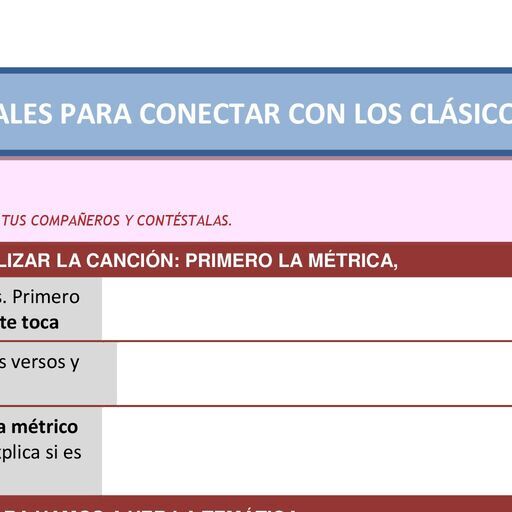 ALES PARA CONECTAR CON LOS CLÁSICO
TUS COMPAÑEROS Y CONTÉSTALAS.
LIZAR LA CANCIÓN: PRIMERO LA MÉTRICA,
s. Primero
te toca
s versos y
a métrico
plica si es